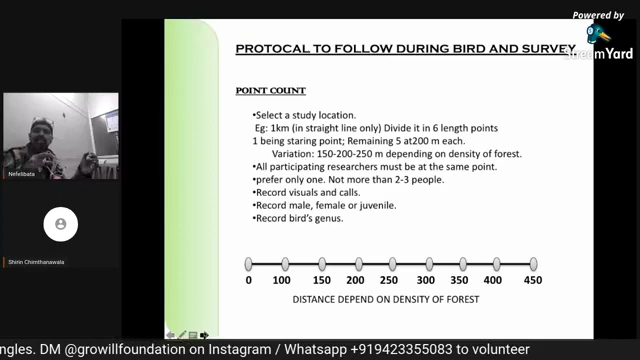 Powered by
StreamYard
PROTOCAL TO FOLLOW DURING BIRD AND SURVEY
POINT COUNT
•Select a study location.
Eg: 1km (in straight line only) Divide it in 6 length points
1 being staring point; Remaining 5 at200 m each.
Variation: 150-200-250 m depending on density of forest.
•All participating researchers must be at the same point.
•prefer only one. Not more than 2-3 people.
•Record visuals and calls.
•Record male, female or juvenile.
•Record bird's genus.
0 100 150 200 250 300 350 400 450
DISTANCE DEPEND ON DENSITY OF FOREST
Nefelibata
Shirin Chimthanawala
ngles. DM @growillfoundation on Instagram / Whatsapp +919423355083 to volunteer